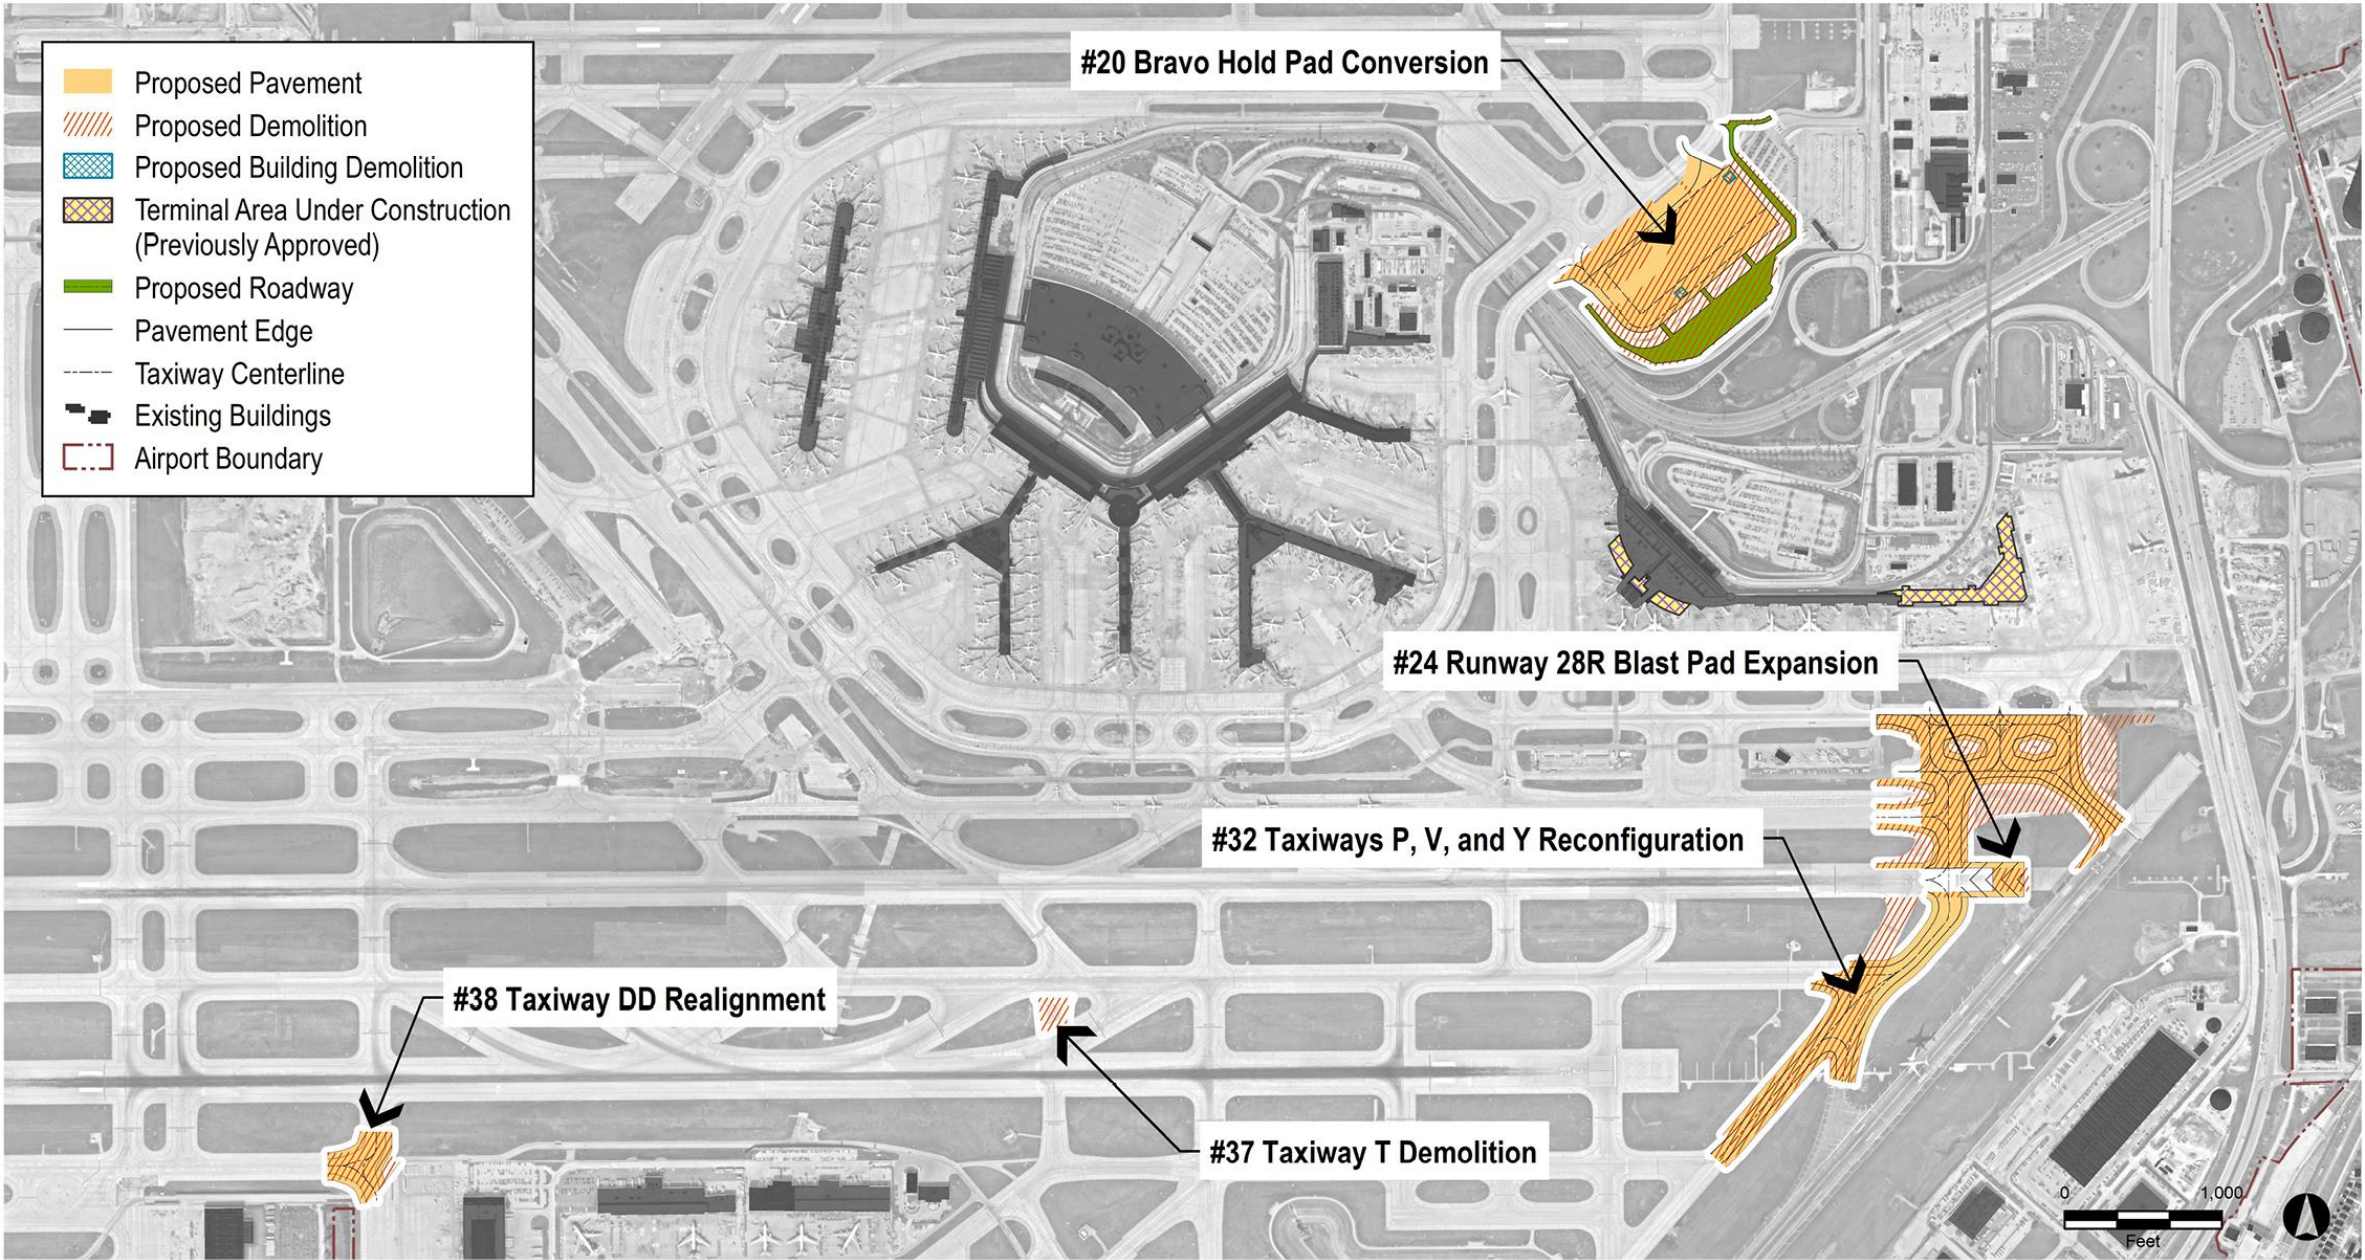 #20 Bravo Hold Pad Conversion
Proposed Pavement
Proposed Demolition
Proposed Building Demolition
Terminal Area Under Construction
(Previously Approved)
Proposed Roadway
Pavement Edge
Taxiway Centerline
Existing Buildings
Airport Boundary
#24 Runway 28R Blast Pad Expansion
#32 Taxiways P, V, and Y Reconfiguration
#38 Taxiway DD Realignment
#37 Taxiway T Demolition
0 1,000
Feet